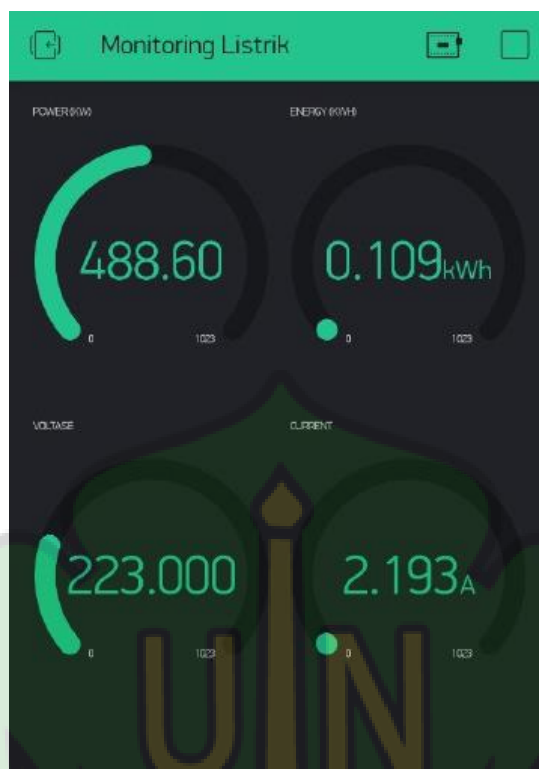 Monitoring Listrik
POWER (KW)
ENERGY (KWH)
488.60
0.109kWh
0
1023
0
1023
VOLTASE
CURRENT
223.000
2.193A
0
1023
0
1023
UIN